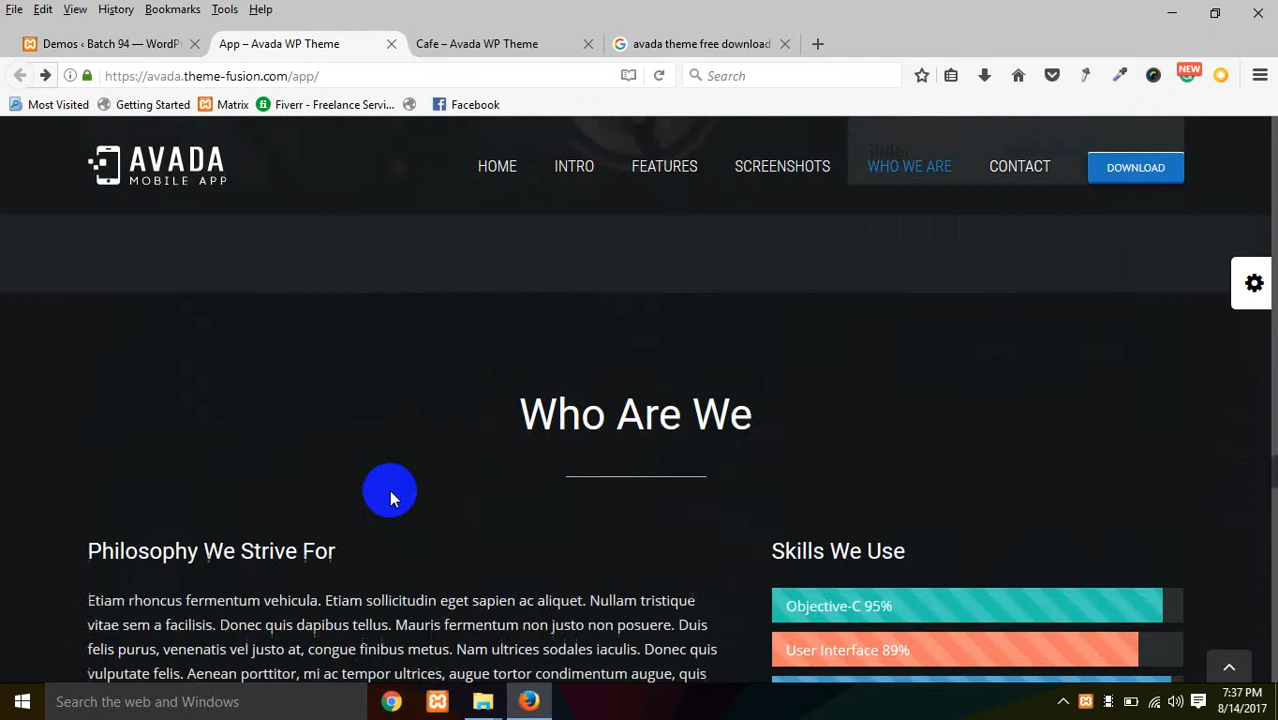 File Edit View History Bookmarks Tools Help
Demos ‹ Batch 94 — WordP
App – Avada WP Theme
Cafe – Avada WP Theme
avada theme free download
https://avada.theme-fusion.com/app/
Search
NEW
Most Visited
Getting Started
Matrix
Fiverr - Freelance Servi...
Facebook
AVADA
MOBILE APP
HOME
INTRO
FEATURES
SCREENSHOTS
WHO WE ARE
CONTACT
DOWNLOAD
Who Are We
Philosophy We Strive For
Etiam rhoncus fermentum vehicula. Etiam sollicitudin eget sapien ac aliquet. Nullam tristique
vitae sem a facilisis. Donec quis dapibus tellus. Mauris fermentum non justo non posuere. Duis
felis purus, venenatis vel justo at, congue finibus metus. Nam ultrices sodales iaculis. Donec quis
vulputate felis. Aenean porttitor, mi ac tempor ultrices, augue tortor condimentum augue, quis
Skills We Use
Objective-C 95%
User Interface 89%
Search the web and Windows
7:37 PM
8/14/2017